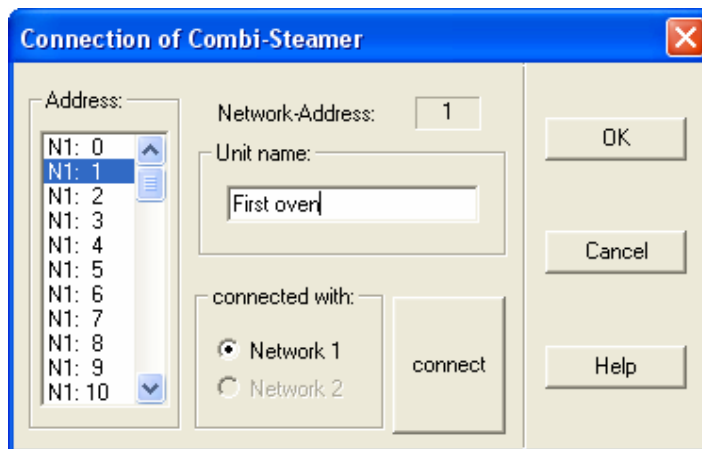 Connection of Combi-Steamer
Address:
N1: 0
N1: 1
N1: 2
N1: 3
N1: 4
N1: 5
N1: 6
N1: 7
N1: 8
N1: 9
N1: 10
Network-Address: 1
Unit name:
First oven
connected with:
Network 1
Network 2
connect
OK
Cancel
Help